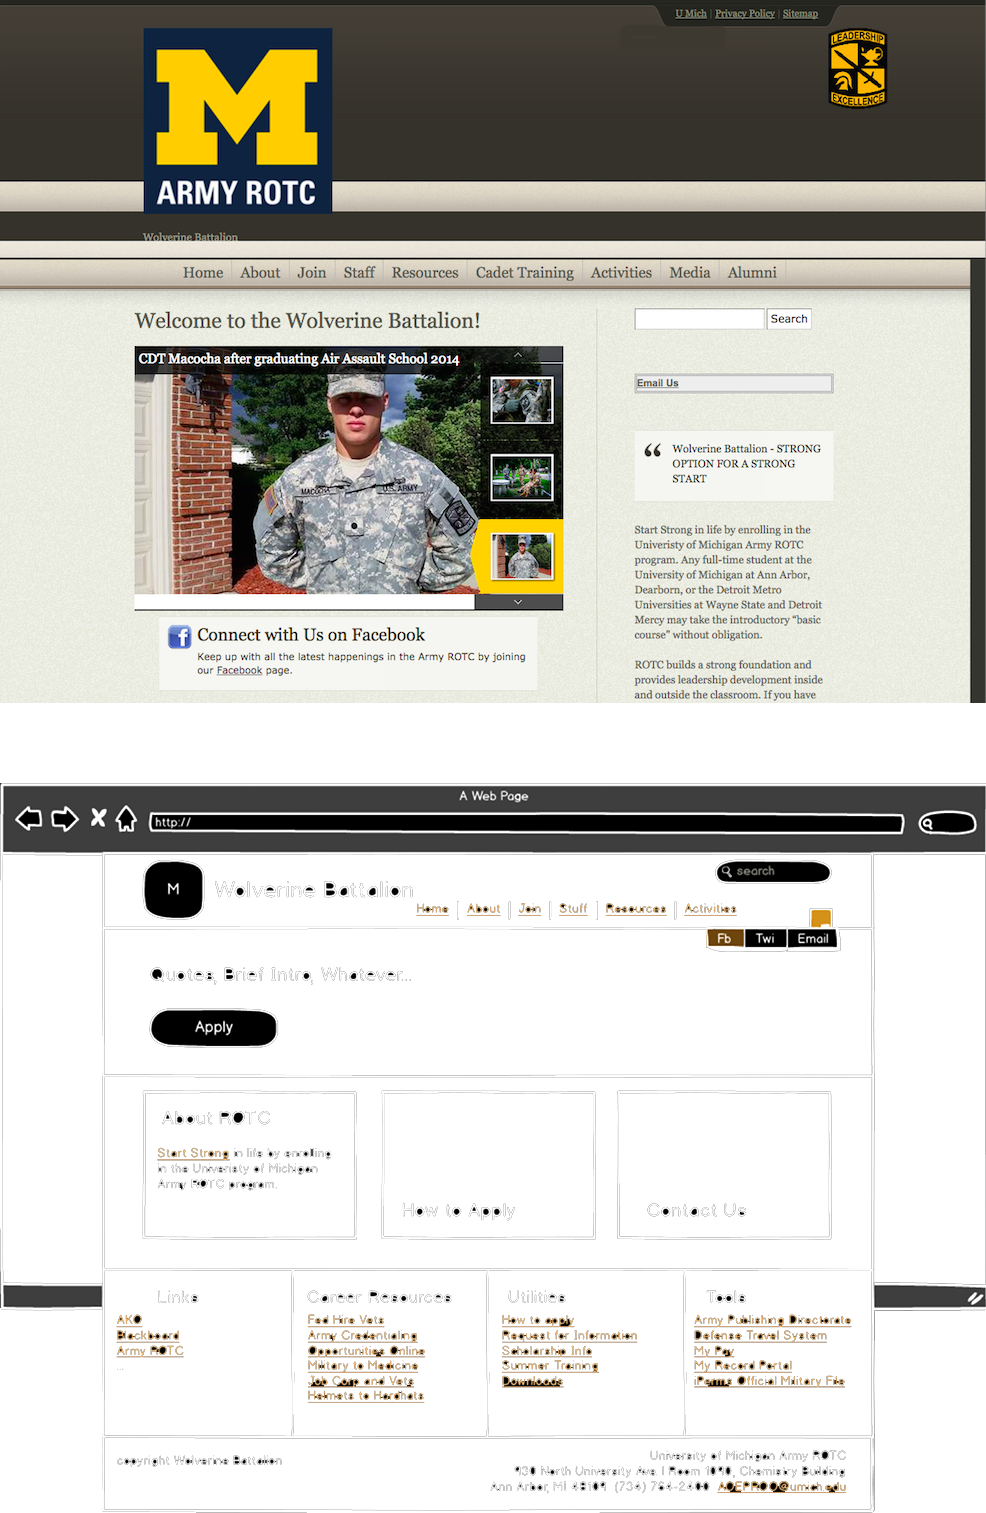 U Mich | Privacy Policy | Sitemap
LEADERSHIP
EXCELLENCE
M
ARMY ROTC
Wolverine Battalion
Home About Join Staff Resources Cadet Training Activities Media Alumni
Welcome to the Wolverine Battalion!
Search
CDT Macocha after graduating Air Assault School 2014
MACOCHA
U.S. ARMY
Email Us
Wolverine Battalion - STRONG
OPTION FOR A STRONG
START
Start Strong in life by enrolling in the
Univeristy of Michigan Army ROTC
program. Any full-time student at the
University of Michigan at Ann Arbor,
Dearborn, or the Detroit Metro
Universities at Wayne State and Detroit
Mercy may take the introductory “basic
course” without obligation.
ROTC builds a strong foundation and
provides leadership development inside
and outside the classroom. If you have
Connect with Us on Facebook
Keep up with all the latest happenings in the Army ROTC by joining
our Facebook page.
A Web Page
http://
M
Wolverine Battalion
search
Home | About | Join | Stuff | Resources | Activities
Fb Twi Email
Quotes, Brief Intro, Whatever...
Apply
About ROTC
Start Strong in life by enrolling
in the Univeristy of Michigan
Army ROTC program.
How to Apply
Contact Us
Links
AKO
Blackboard
Army ROTC
...
Career Resources
Fed Hire Vets
Army Credentialing
Opportunities Online
Military to Medicine
Job Corp and Vets
Helmets to Hardhats
Utilities
How to apply
Request for Information
Scholarship Info
Summer Training
Downloads
Tools
Army Publishing Directorate
Defense Travel System
My Pay
My Record Portal
iPerms Official Military File
copyright Wolverine Battalion
University of Michigan Army ROTC
930 North University Ave. | Room 1090, Chemistry Building
Ann Arbor, MI 48109 (734) 764-2400 @umich.edu